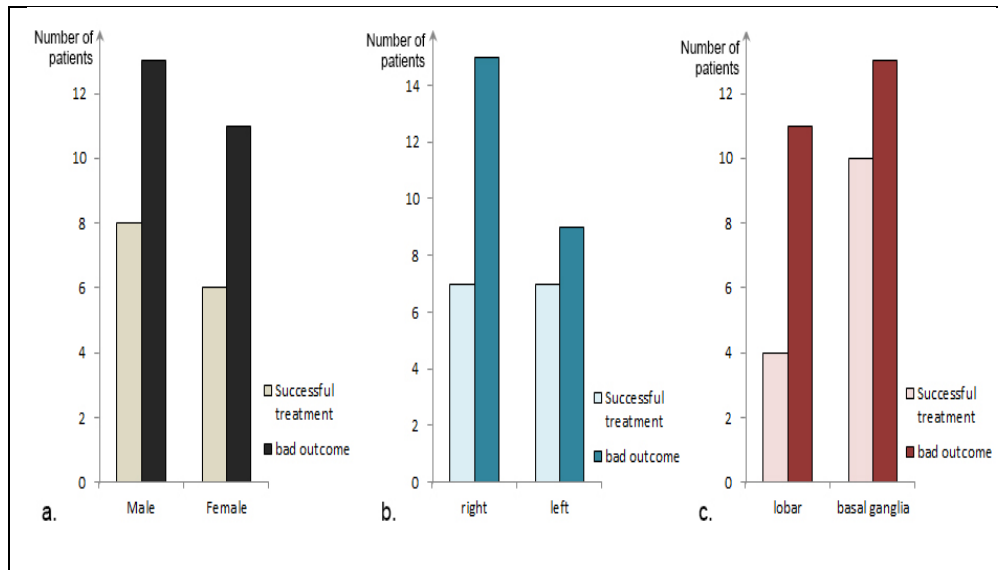 Number of
patients
12
10
8
6
4
2
0
Male Female
Successful
treatment
bad outcome
a.
Number of
patients
14
12
10
8
6
4
2
0
right left
Successful
treatment
bad outcome
b.
Number of
patients
12
10
8
6
4
2
0
lobar basal ganglia
Successful
treatment
bad outcome
c.